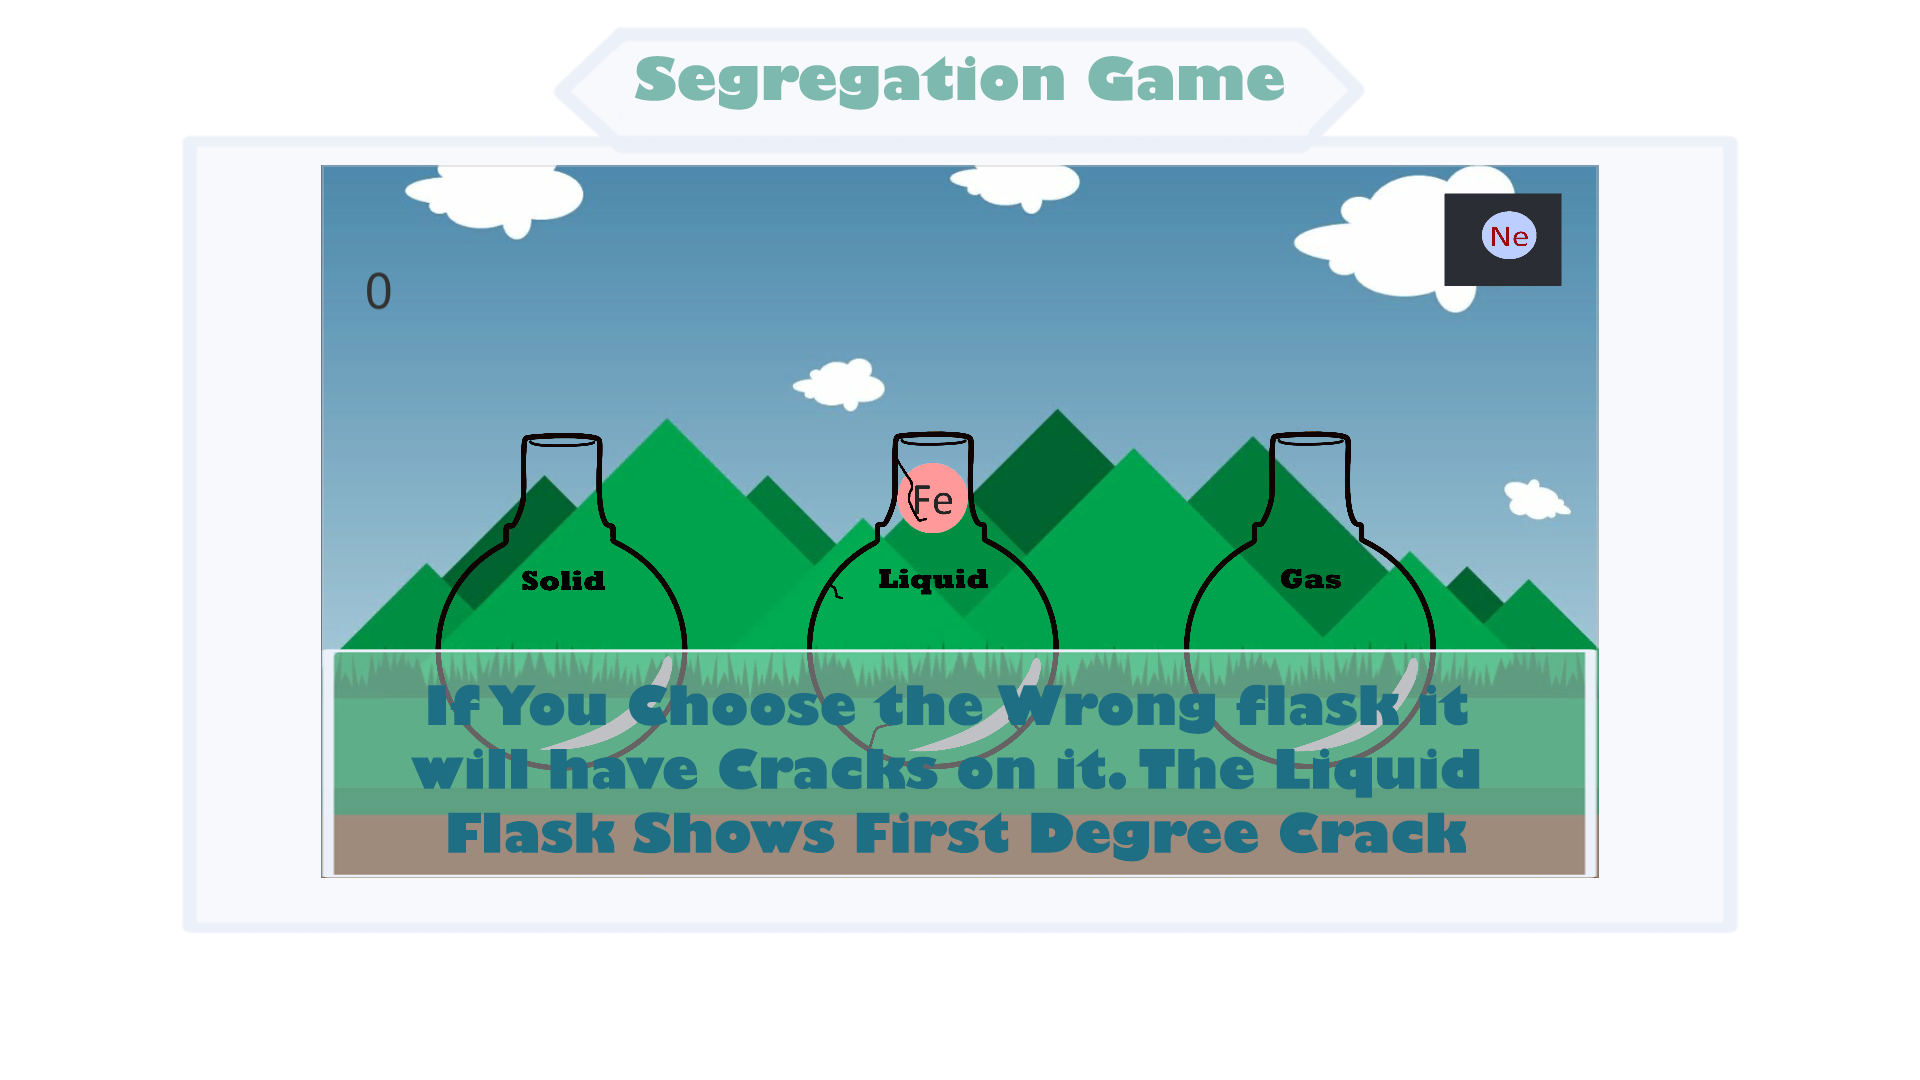 Segregation Game
Ne
0
Fe
Solid
Liquid
Gas
If You Choose the Wrong flask it
will have Cracks on it. The Liquid
Flask Shows First Degree Crack